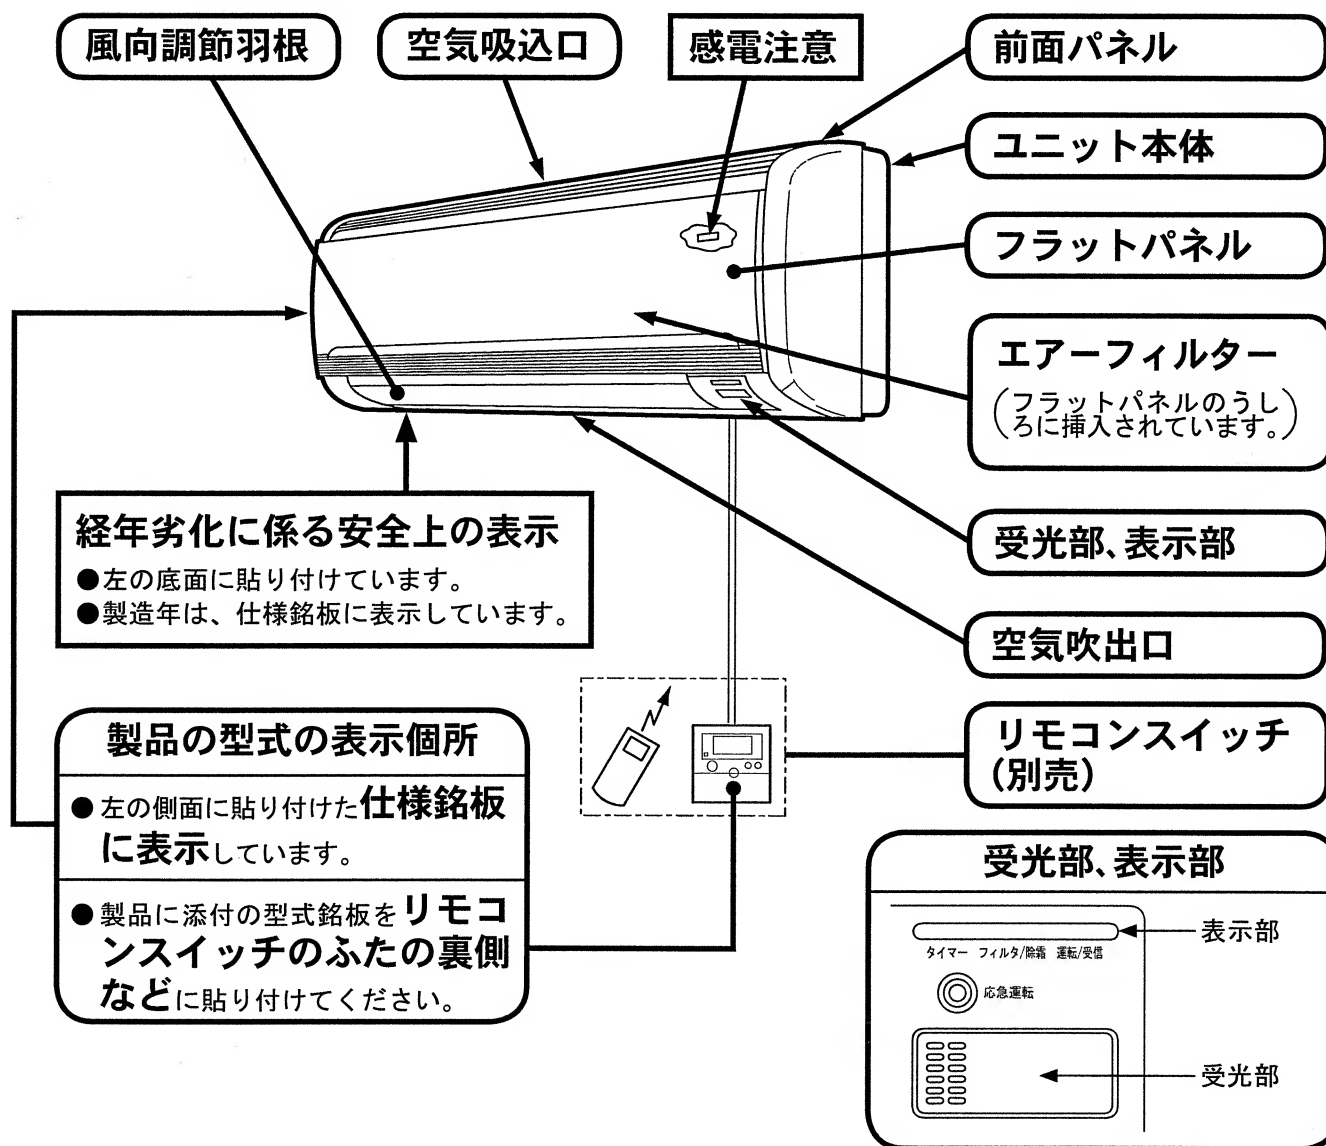 風向調節羽根
空気吸込口
感電注意
前面パネル
ユニット本体
フラットパネル
エアーフィルター
(フラットパネルのうし
ろに挿入されています。)
経年劣化に係る安全上の表示
●左の底面に貼り付けています。
●製造年は、仕様銘板に表示しています。
受光部、表示部
空気吹出口
リモコンスイッチ
(別売)
製品の型式の表示個所
●左の側面に貼り付けた仕様銘板
に表示しています。
●製品に添付の型式銘板をリモコ
ンスイッチのふたの裏側
などに貼り付けてください。
受光部、表示部
表示部
タイマー フィルタ/除霜 運転/受信
応急運転
受光部